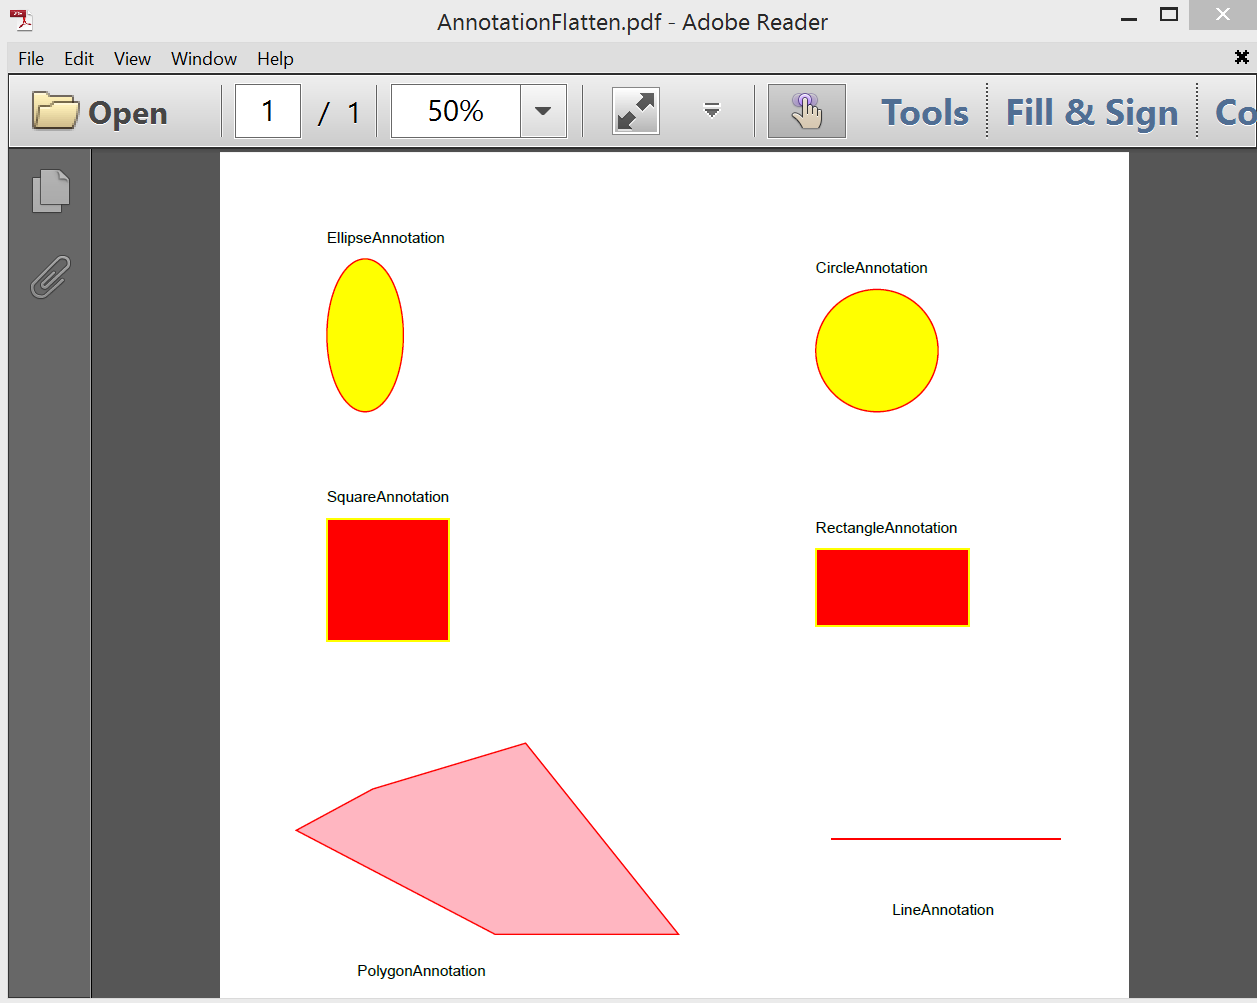 AnnotationFlatten.pdf - Adobe Reader
File Edit View Window Help
Open 1 / 1 50% Tools Fill & Sign Co
EllipseAnnotation
CircleAnnotation
SquareAnnotation
RectangleAnnotation
LineAnnotation
PolygonAnnotation